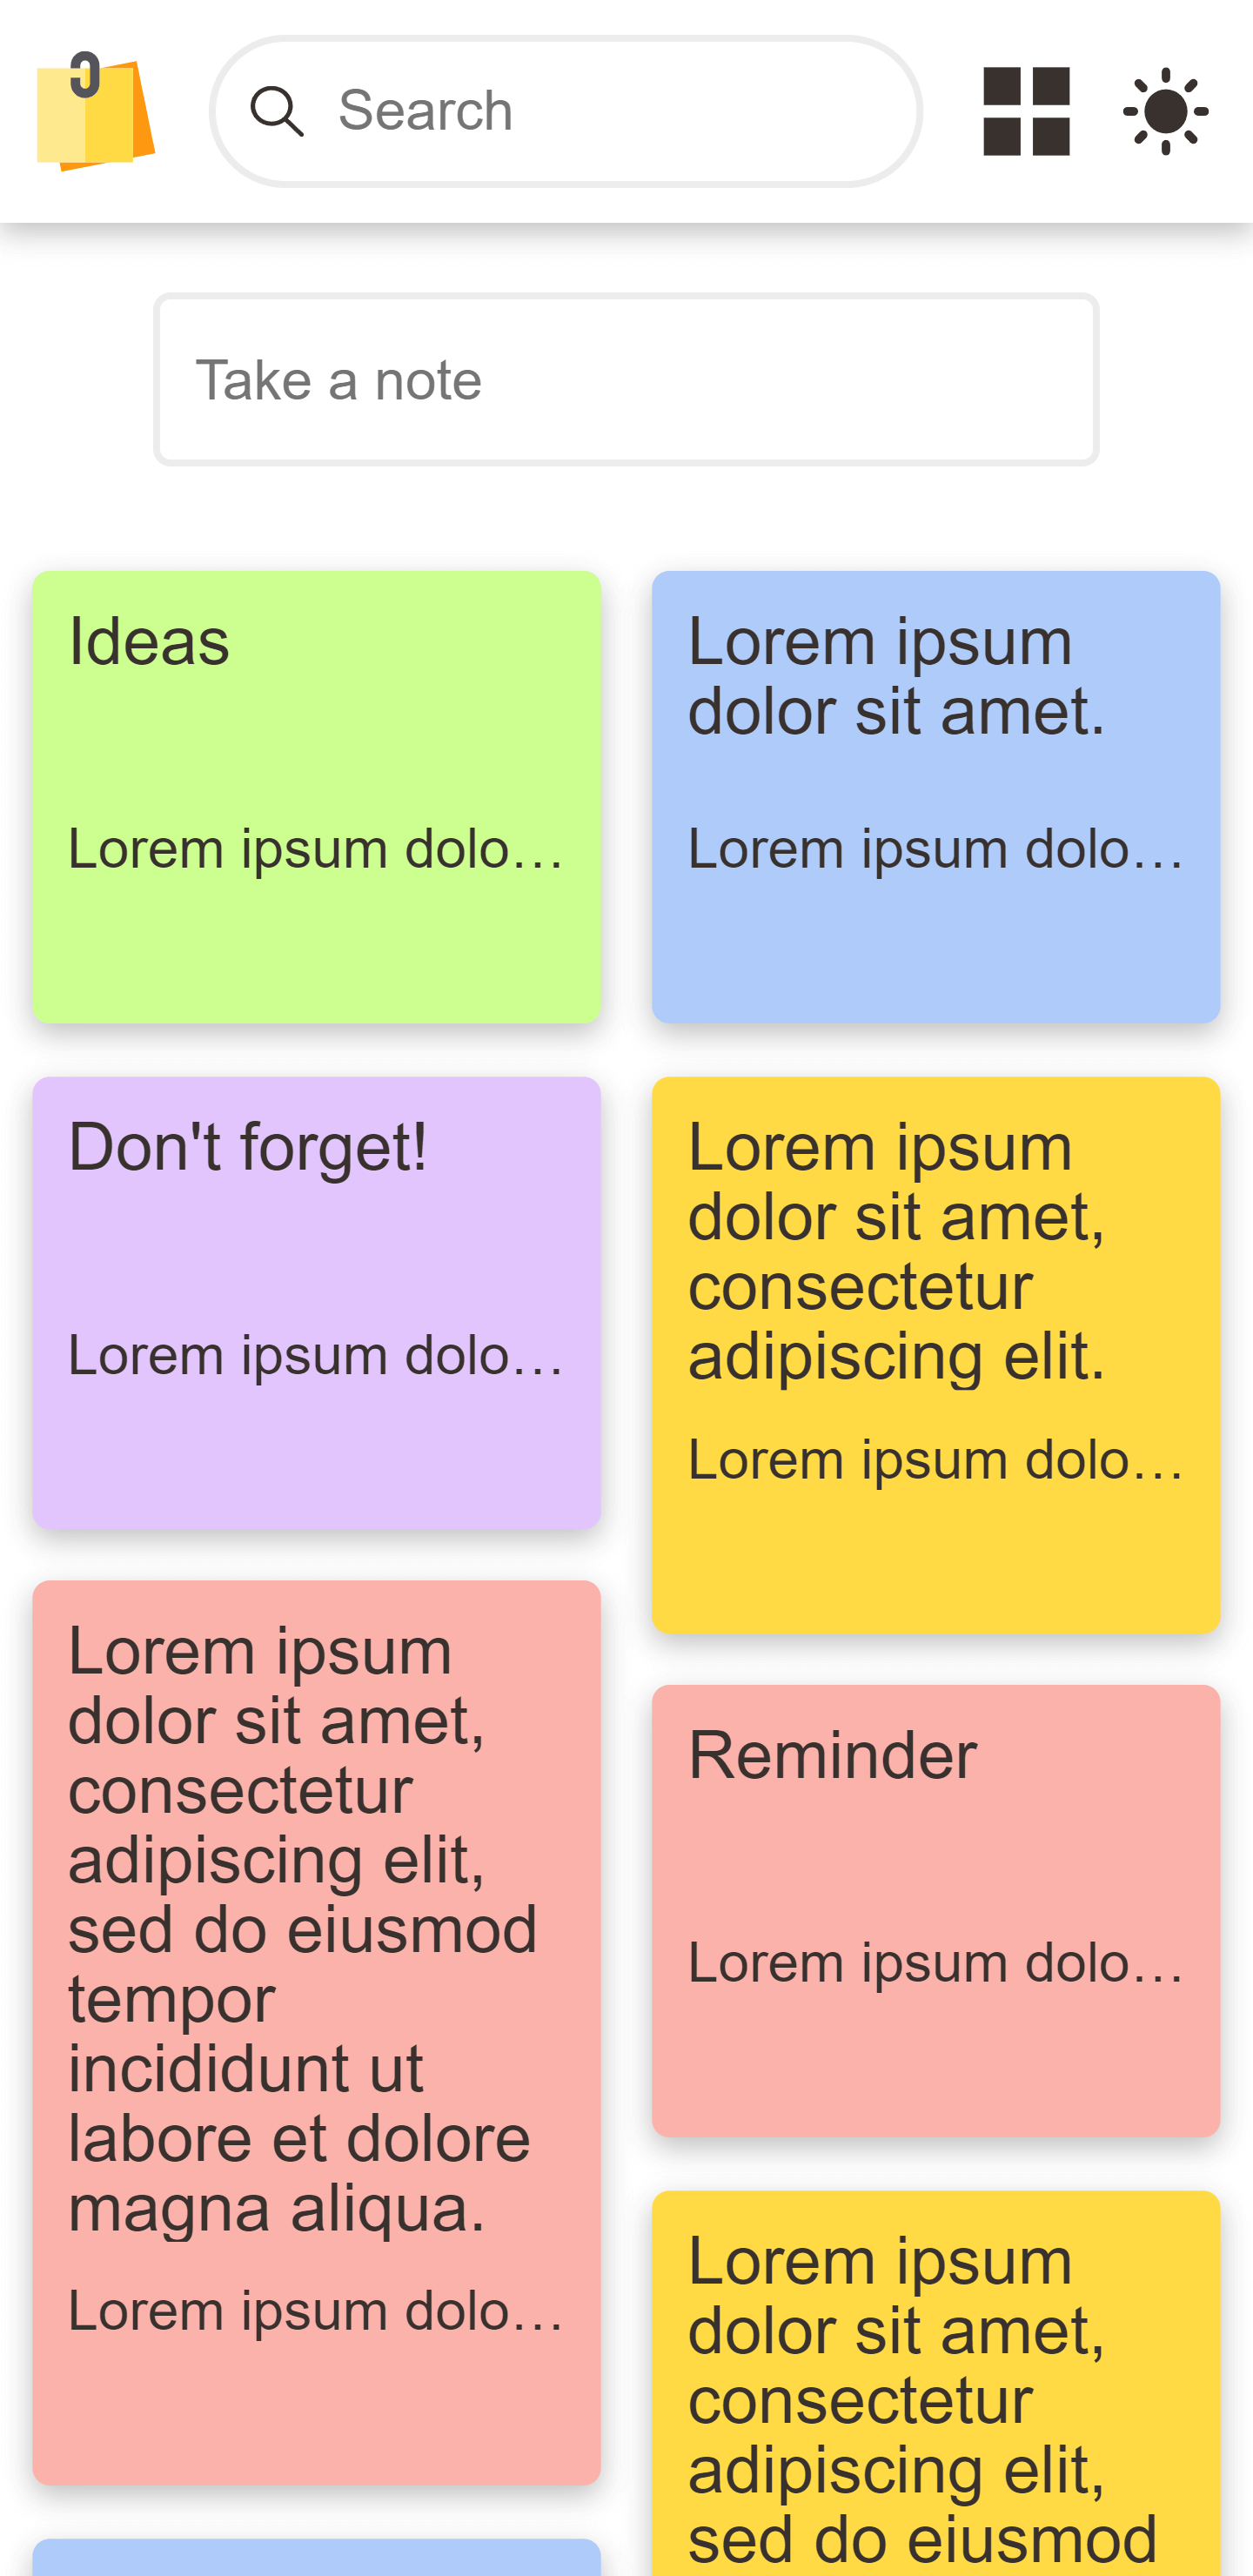 Search
Take a note
Ideas
Lorem ipsum dolo…
Lorem ipsum
dolor sit amet.
Lorem ipsum dolo…
Don't forget!
Lorem ipsum dolo…
Lorem ipsum
dolor sit amet,
consectetur
adipiscing elit.
Lorem ipsum dolo…
Lorem ipsum
dolor sit amet,
consectetur
adipiscing elit,
sed do eiusmod
tempor
incididunt ut
labore et dolore
magna aliqua.
Lorem ipsum dolo…
Reminder
Lorem ipsum dolo…
Lorem ipsum
dolor sit amet,
consectetur
adipiscing elit,
sed do eiusmod